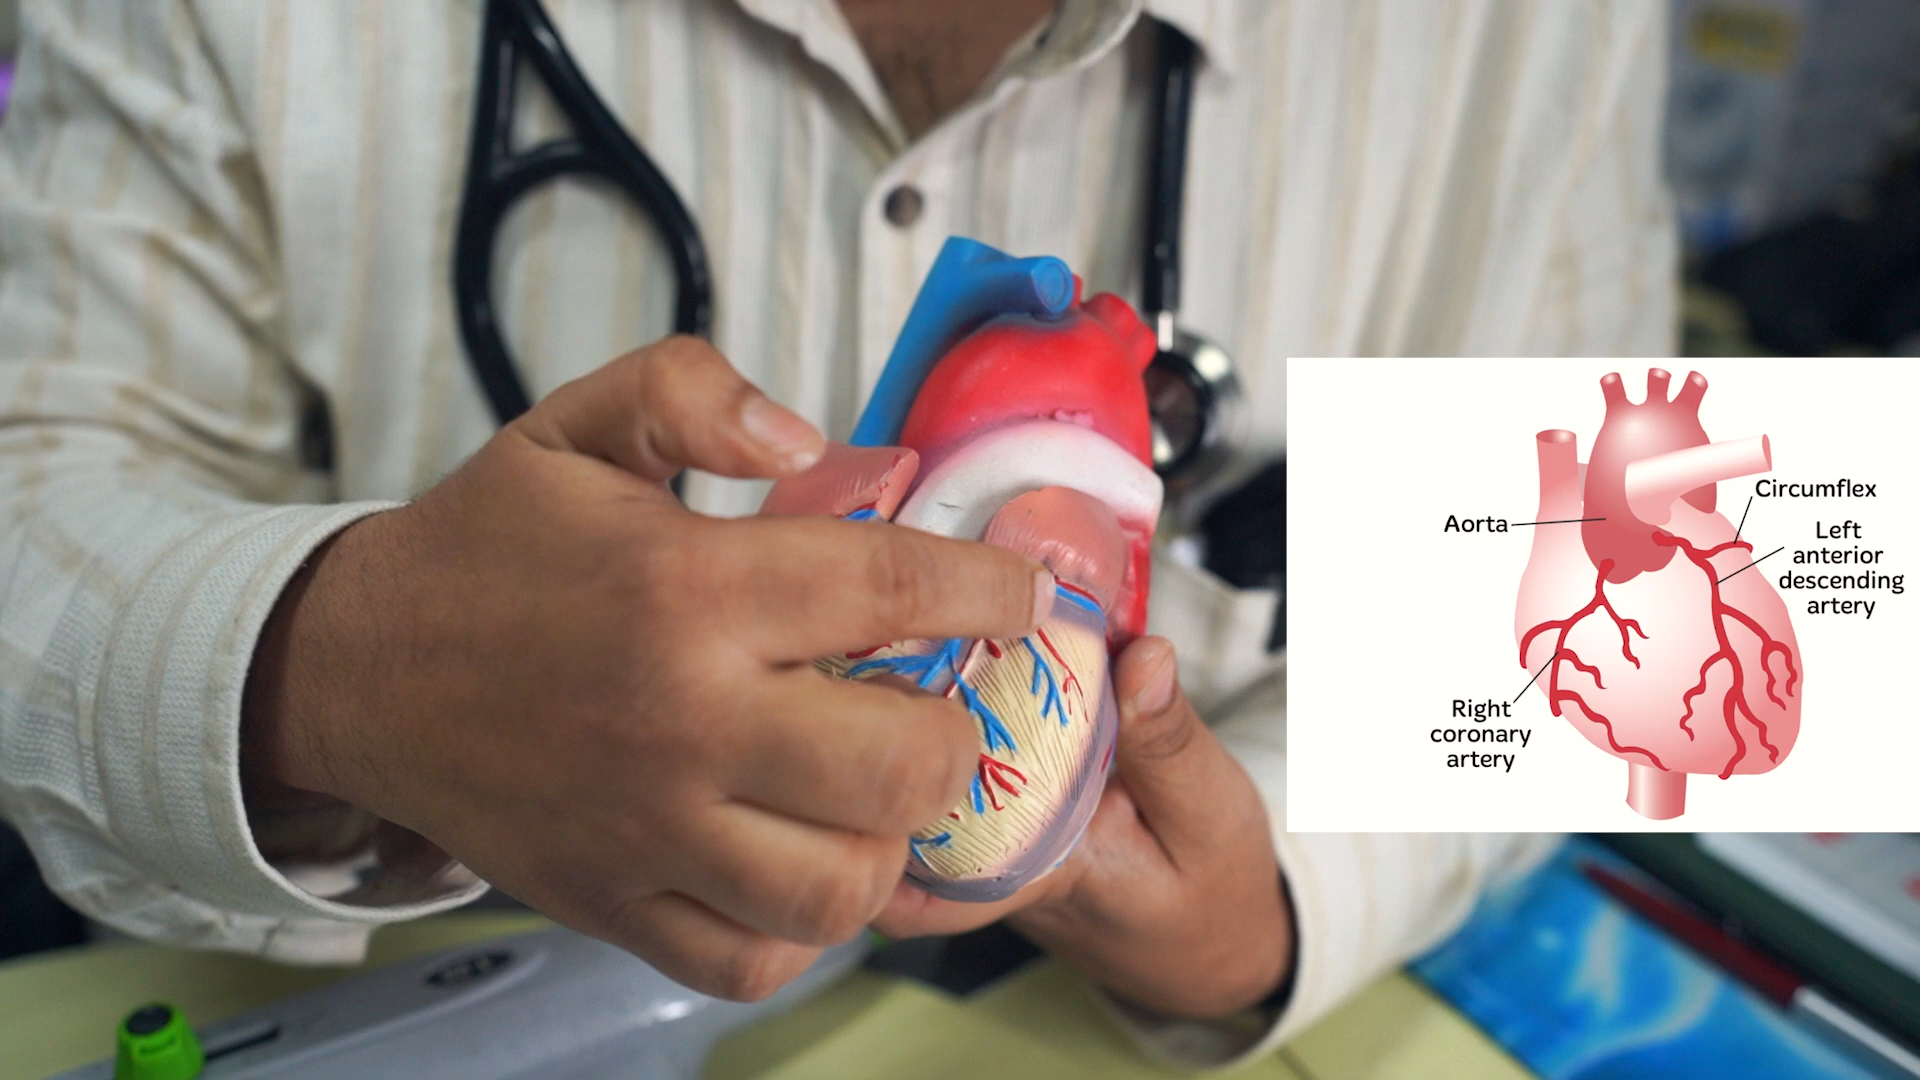 Circumflex
Aorta
Left
anterior
descending
artery
Right
coronary
artery